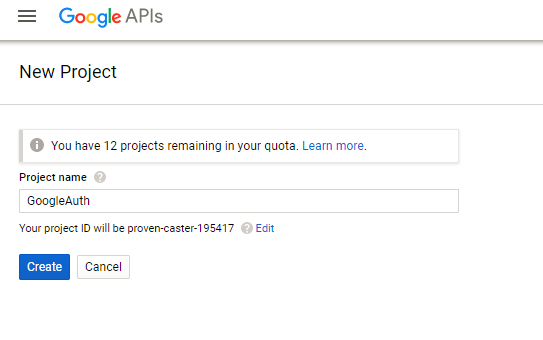 Google APIs
New Project
You have 12 projects remaining in your quota. Learn more.
Project name ?
GoogleAuth
Your project ID will be proven-caster-195417 ? Edit
Create Cancel